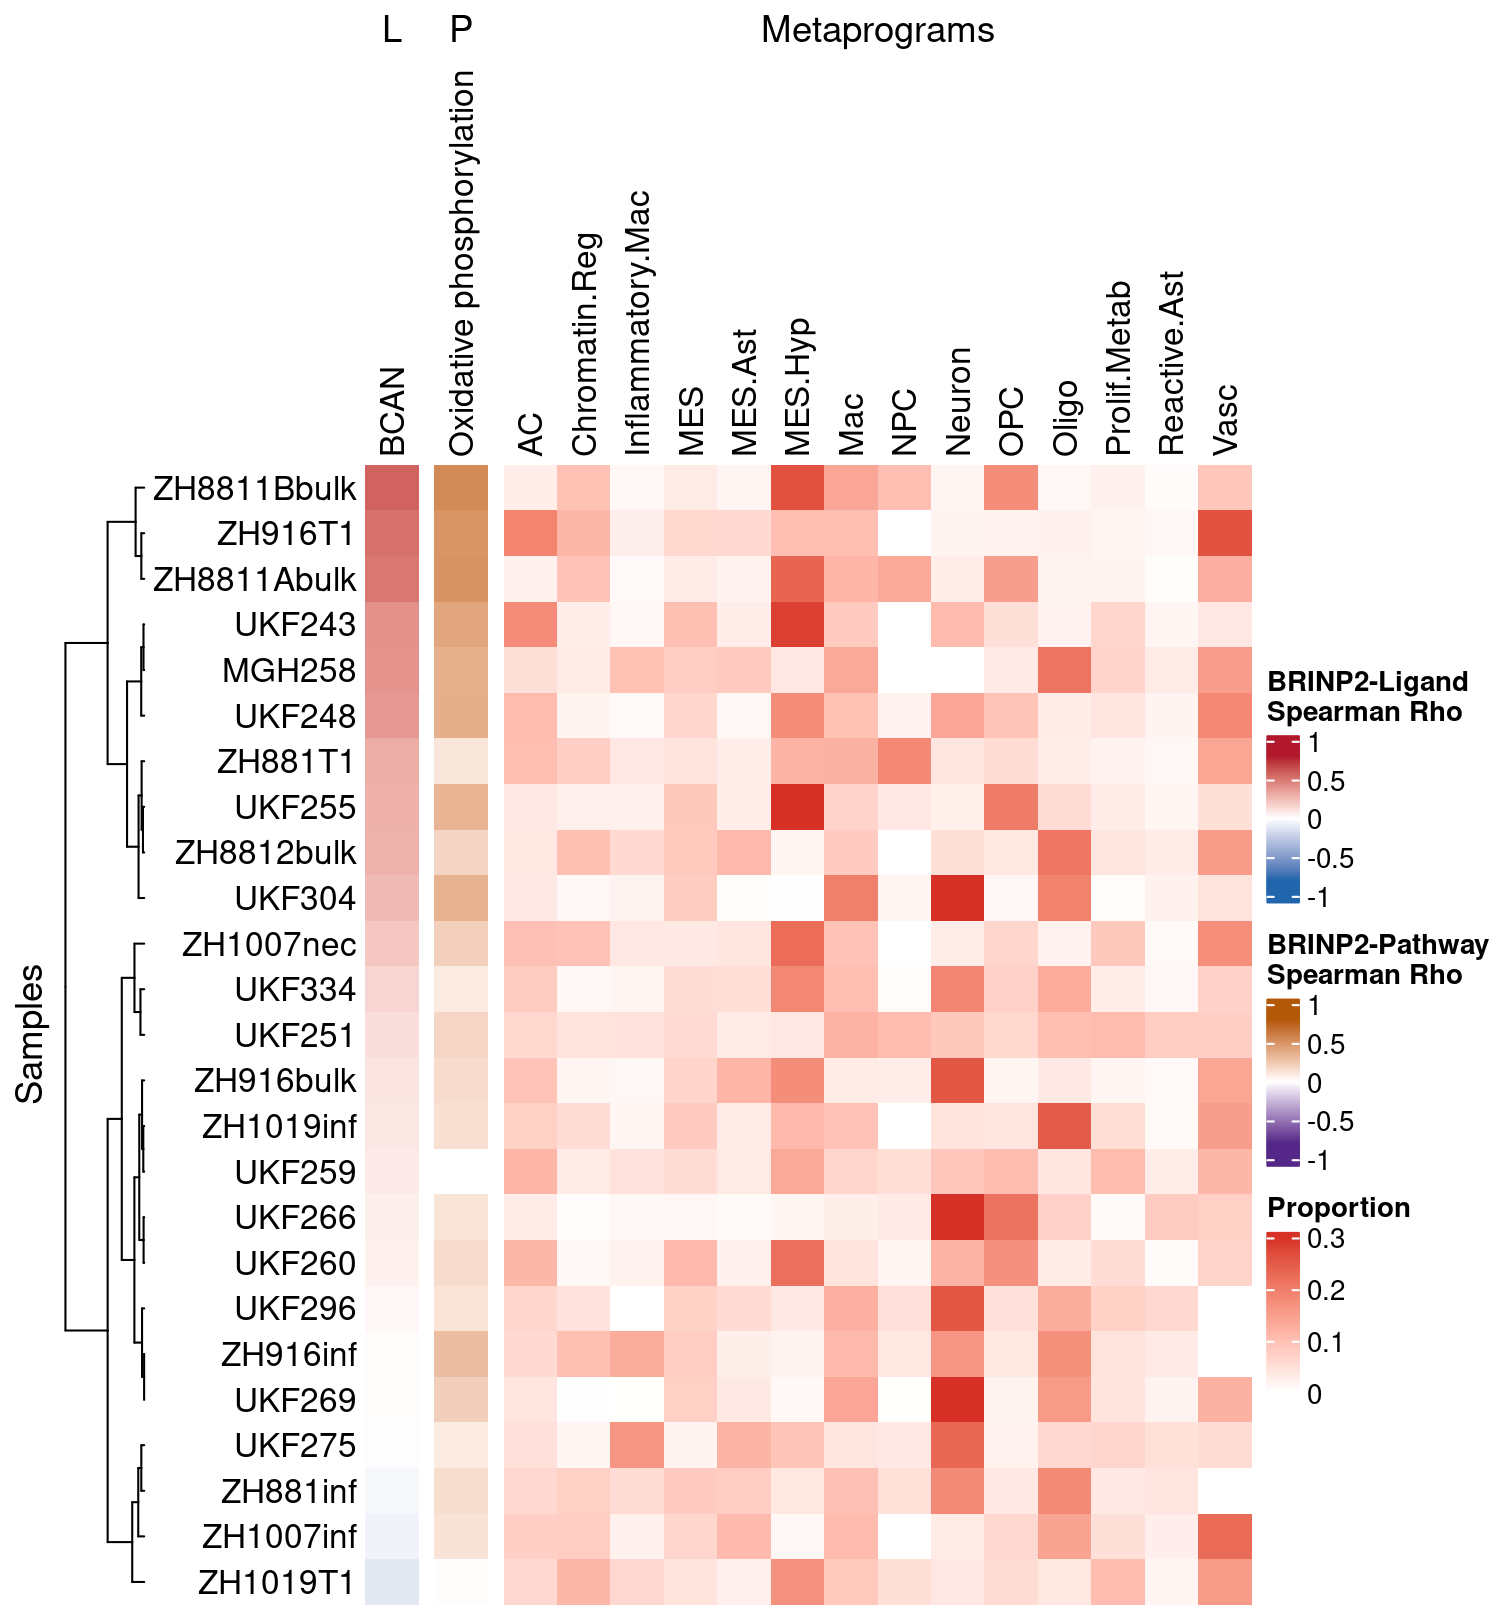 L P Metaprograms
BCAN
Oxidative phosphorylation
AC
Chromatin.Reg
Inflammatory.Mac
MES
MES.Ast
MES.Hyp
Mac
NPC
Neuron
OPC
Oligo
Prolif.Metab
Reactive.Ast
Vasc
Samples
ZH8811Bbulk
ZH916T1
ZH8811Abulk
UKF243
MGH258
UKF248
ZH881T1
UKF255
ZH8812bulk
UKF304
ZH1007nec
UKF334
UKF251
ZH916bulk
ZH1019inf
UKF259
UKF266
UKF260
UKF296
ZH916inf
UKF269
UKF275
ZH881inf
ZH1007inf
ZH1019T1
BRINP2-Ligand
Spearman Rho
1
0.5
0
-0.5
-1
BRINP2-Pathway
Spearman Rho
1
0.5
0
-0.5
-1
Proportion
0.3
0.2
0.1
0